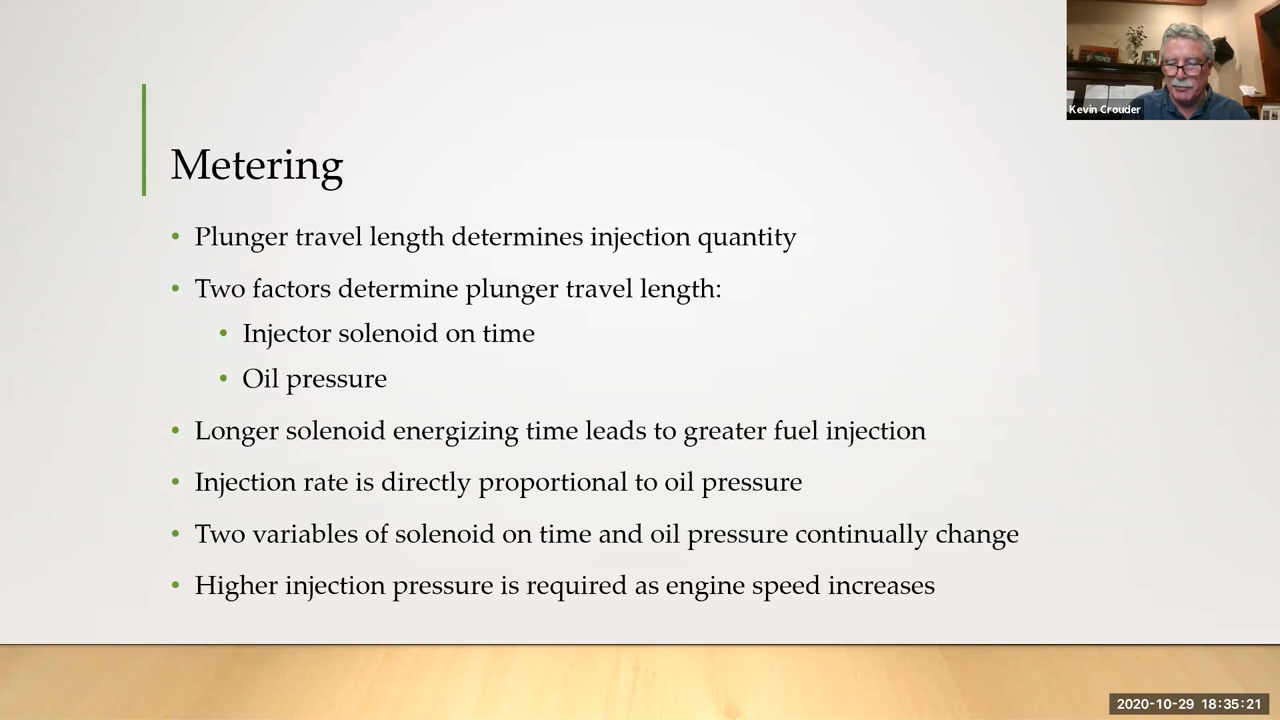 Kevin Crouder
Metering
• Plunger travel length determines injection quantity
• Two factors determine plunger travel length:
• Injector solenoid on time
• Oil pressure
• Longer solenoid energizing time leads to greater fuel injection
• Injection rate is directly proportional to oil pressure
• Two variables of solenoid on time and oil pressure continually change
• Higher injection pressure is required as engine speed increases
2020-10-29 18:35:21